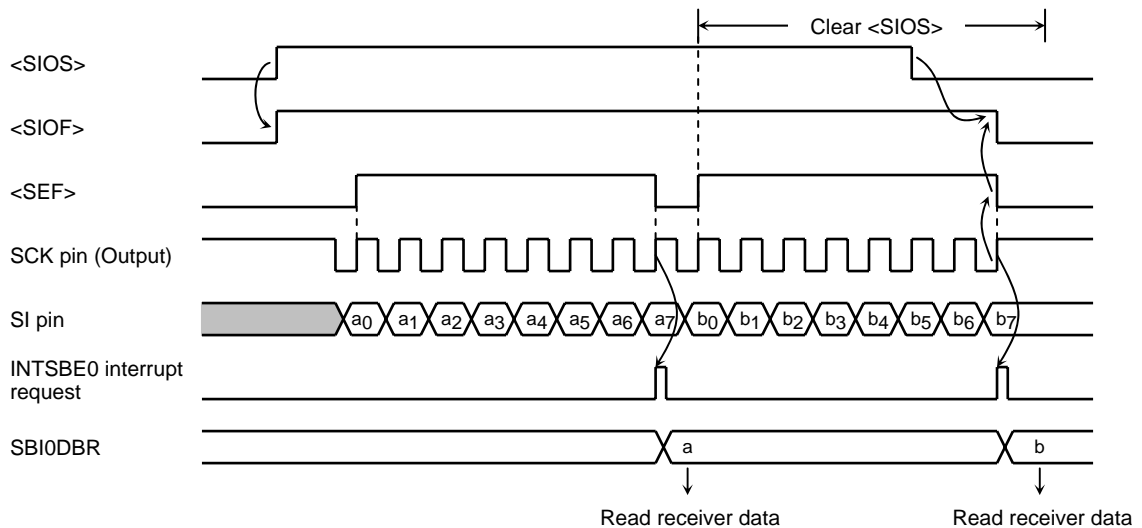 Clear <SIOS>
<SIOS>
<SIOF>
<SEF>
SCK pin (Output)
SI pin
a0 a1 a2 a3 a4 a5 a6 a7 b0 b1 b2 b3 b4 b5 b6 b7
INTSBE0 interrupt
request
SBI0DBR
a
b
Read receiver data
Read receiver data